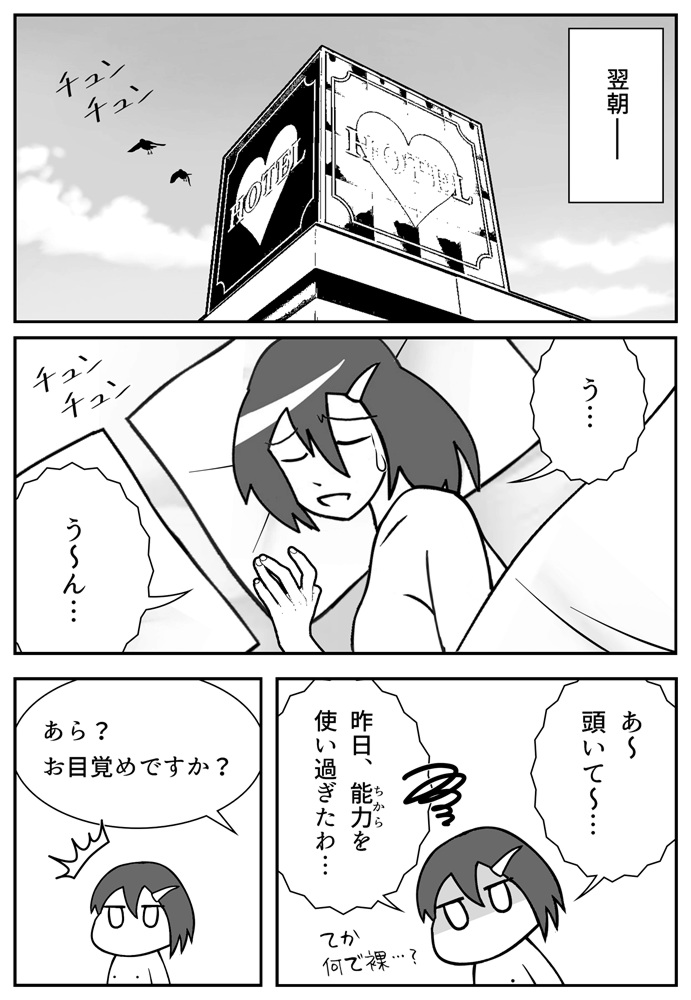 翌朝―
チュン
チュン
HOTEL
HOTEL
う…
チュン
チュン
う～ん…
あ～
頭いて～…
昨日、能力を
ちから
使い過ぎたわ…
てか
何で裸…？
あら？
お目覚めですか？